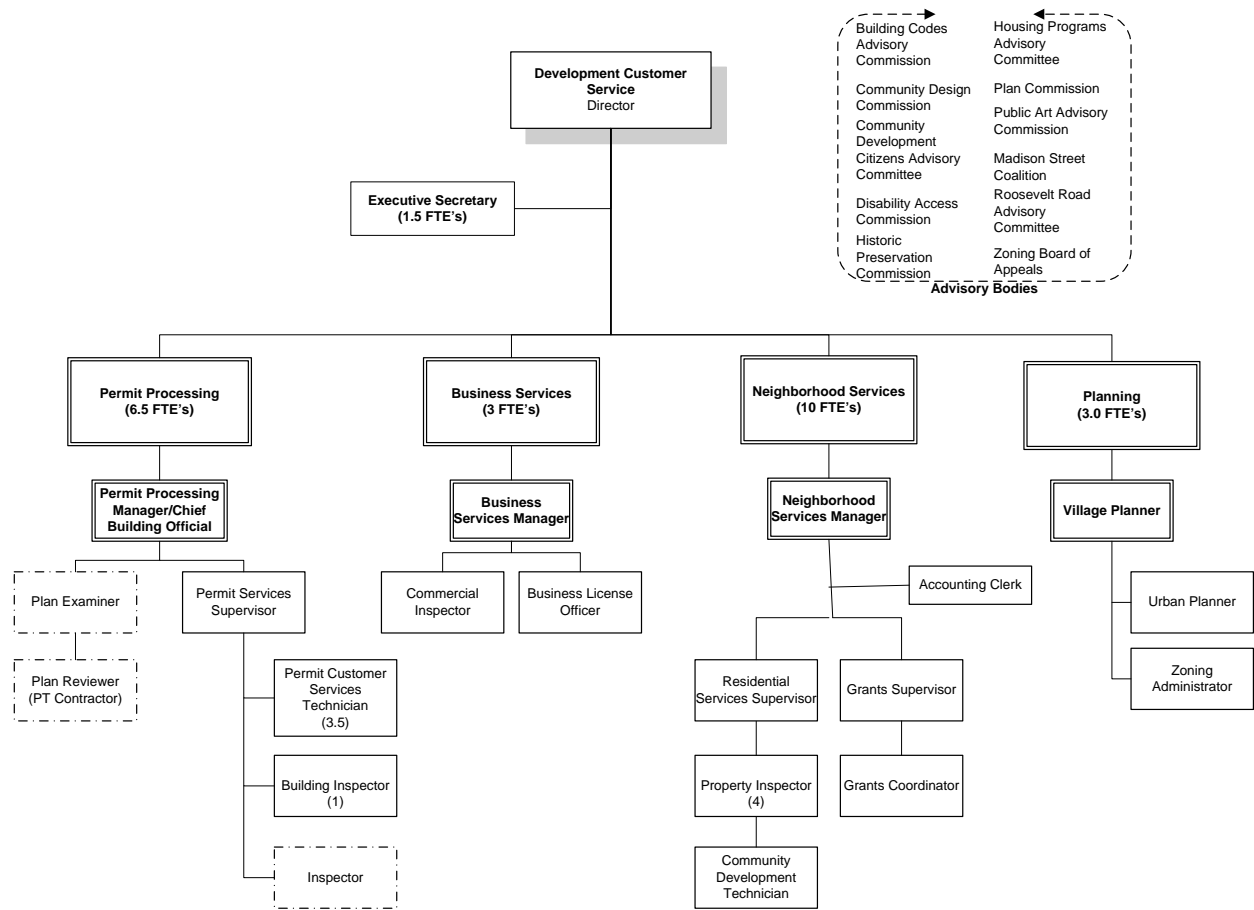 Development Customer
Service
Director
Executive Secretary
(1.5 FTE's)
Building Codes
Advisory
Commission
Community Design
Commission
Community
Development
Citizens Advisory
Committee
Disability Access
Commission
Historic
Preservation
Commission
Housing Programs
Advisory
Committee
Plan Commission
Public Art Advisory
Commission
Madison Street
Coalition
Roosevelt Road
Advisory
Committee
Zoning Board of
Appeals
Advisory Bodies
Permit Processing
(6.5 FTE's)
Permit Processing
Manager/Chief
Building Official
Plan Examiner
Plan Reviewer
(PT Contractor)
Permit Services
Supervisor
Permit Customer
Services
Technician
(3.5)
Building Inspector
(1)
Inspector
Business Services
(3 FTE's)
Business
Services Manager
Commercial
Inspector
Business License
Officer
Neighborhood Services
(10 FTE's)
Neighborhood
Services Manager
Accounting Clerk
Residential
Services Supervisor
Property Inspector
(4)
Community
Development
Technician
Grants Supervisor
Grants Coordinator
Planning
(3.0 FTE's)
Village Planner
Urban Planner
Zoning
Administrator